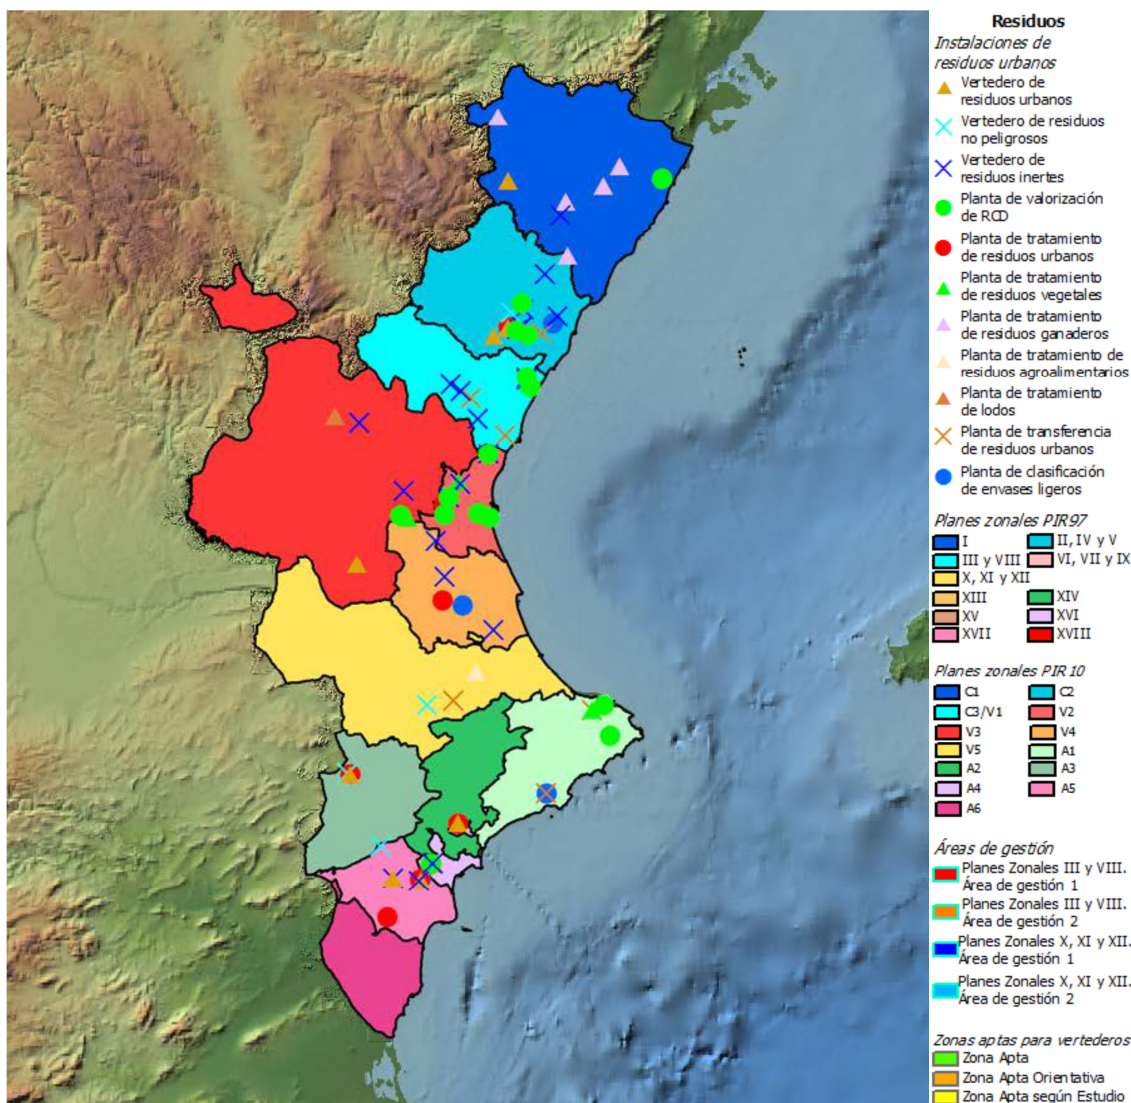 Residuos
Instalaciones de
residuos urbanos
Vertedero de
residuos urbanos
Vertedero de residuos
no peligrosos
Vertedero de
residuos inertes
Planta de valorización
de RCD
Planta de tratamiento
de residuos urbanos
Planta de tratamiento
de residuos vegetales
Planta de tratamiento
de residuos ganaderos
Planta de tratamiento de
residuos agroalimentarios
Planta de tratamiento
de lodos
Planta de transferencia
de residuos urbanos
Planta de clasificación
de envases ligeros
Planes zonales PIR97
I II, IV y V
III y VIII VI, VII y IX
X, XI y XII
XIII XIV
XV XVI
XVII XVIII
Planes zonales PIR10
C1 C2
C3/V1 V2
V3 V4
V5 A1
A2 A3
A4 A5
A6
Áreas de gestión
Planes Zonales III y VIII.
Área de gestión 1
Planes Zonales III y VIII.
Área de gestión 2
Planes Zonales X, XI y XII.
Área de gestión 1
Planes Zonales X, XI y XII.
Área de gestión 2
Zonas aptas para vertederos
Zona Apta
Zona Apta Orientativa
Zona Apta según Estudio